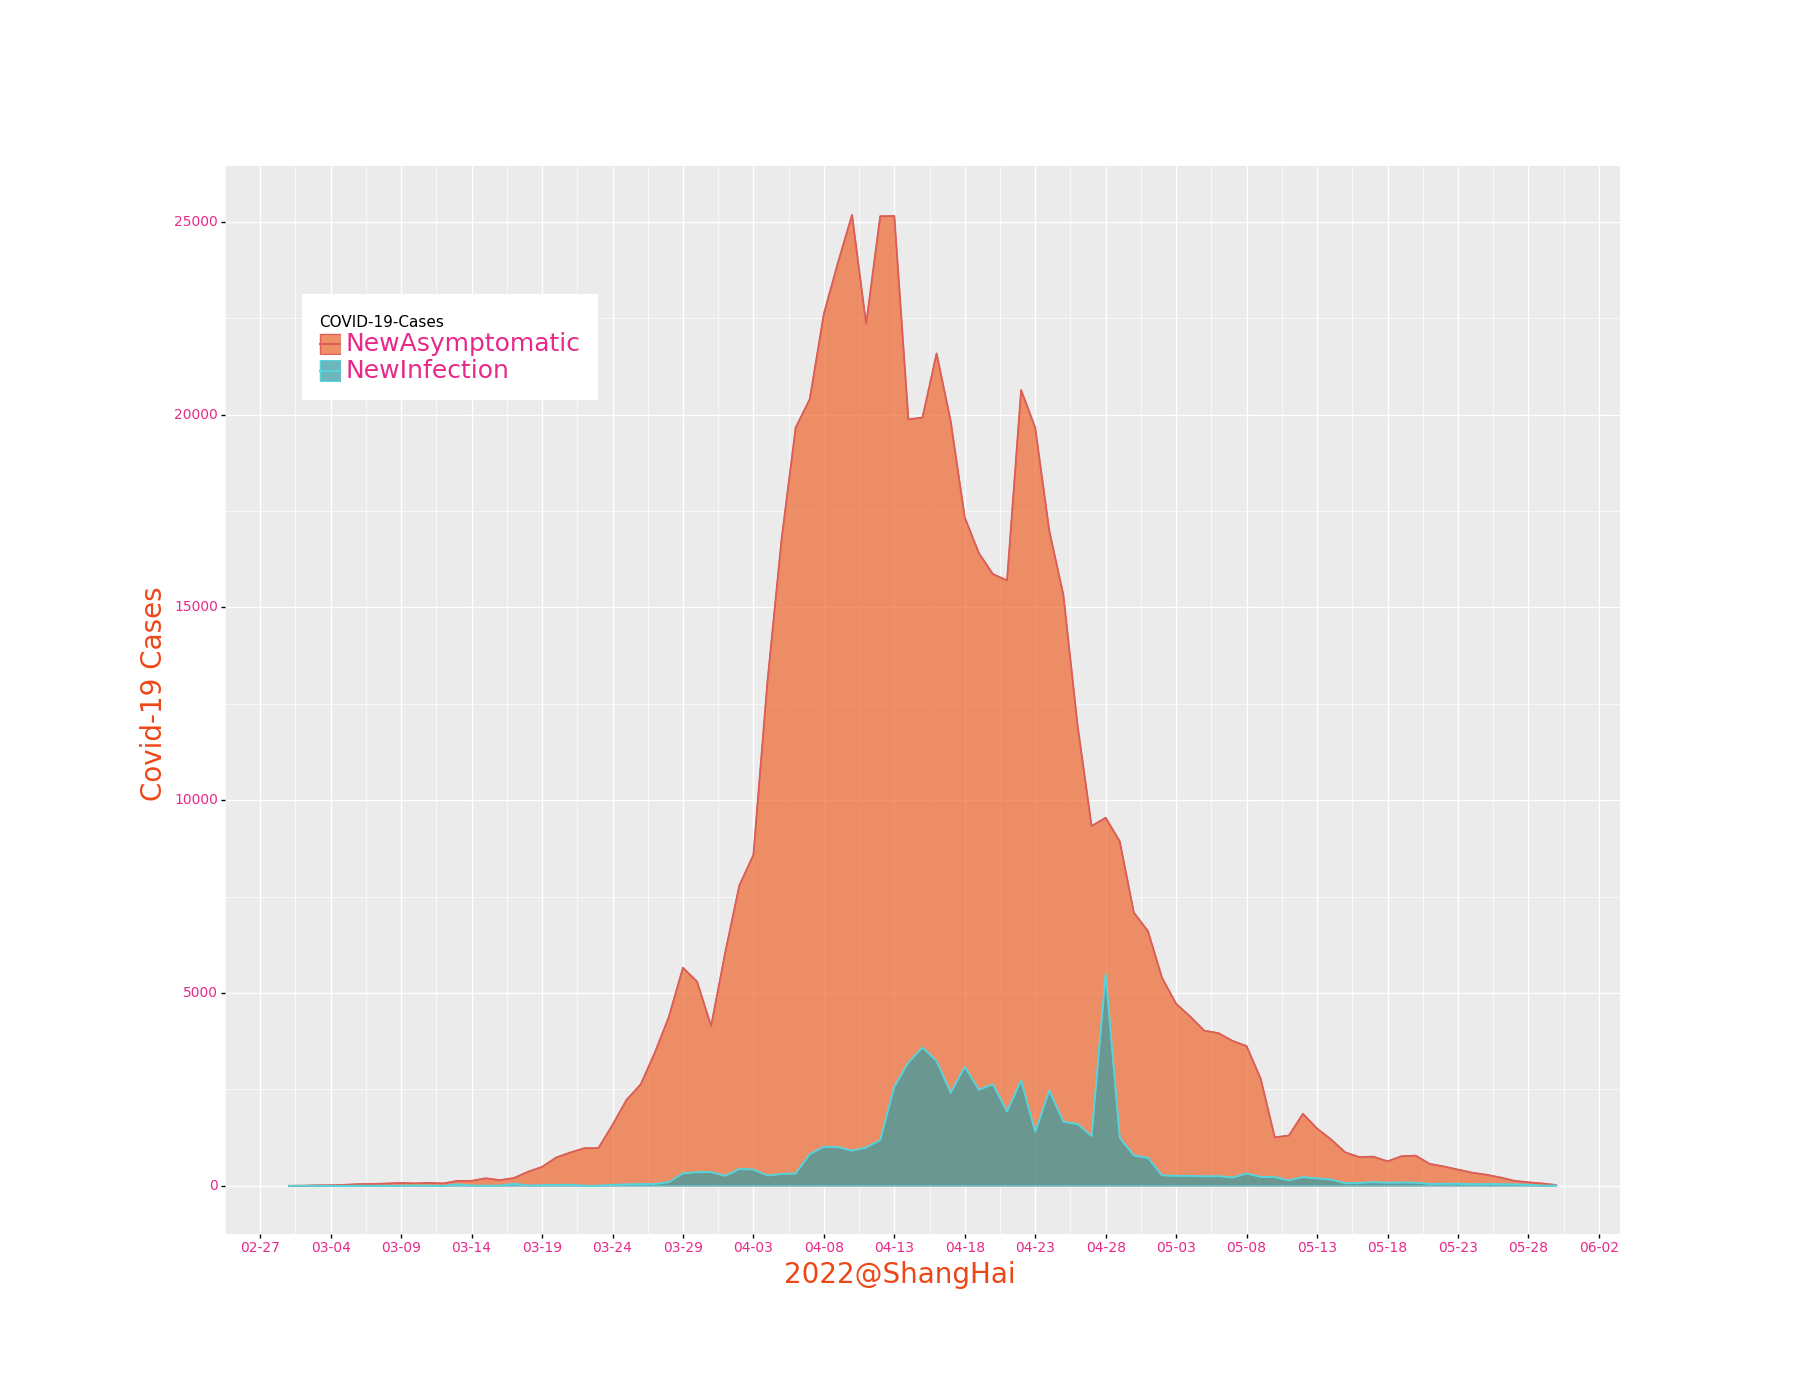 25000
COVID-19-Cases
NewAsymptomatic
NewInfection
20000
15000
Covid-19 Cases
10000
5000
0
02-27 03-04 03-09 03-14 03-19 03-24 03-29 04-03 04-08 04-13 04-18 04-23 04-28 05-03 05-08 05-13 05-18 05-23 05-28 06-02
2022@ShangHai